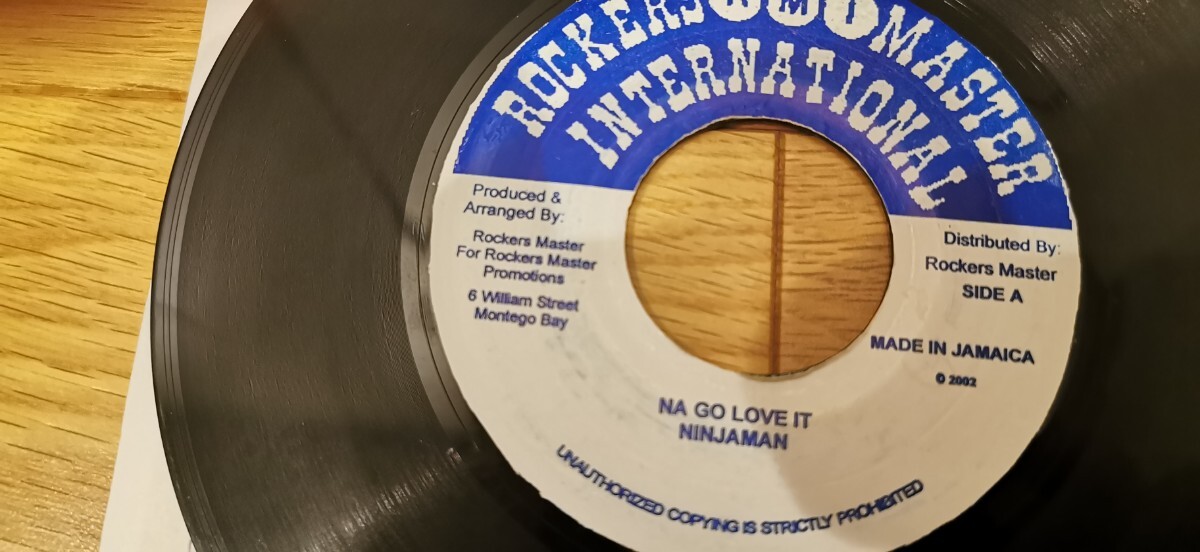 ROCKERS MASTER
INTERNATIONAL
Produced &
Arranged By:
Rockers Master
For Rockers Master
Promotions
6 William Street
Montego Bay
Distributed By:
Rockers Master
SIDE A
MADE IN JAMAICA
© 2002
NA GO LOVE IT
NINJAMAN
UNAUTHORIZED COPYING IS STRICTLY PROHIBITED